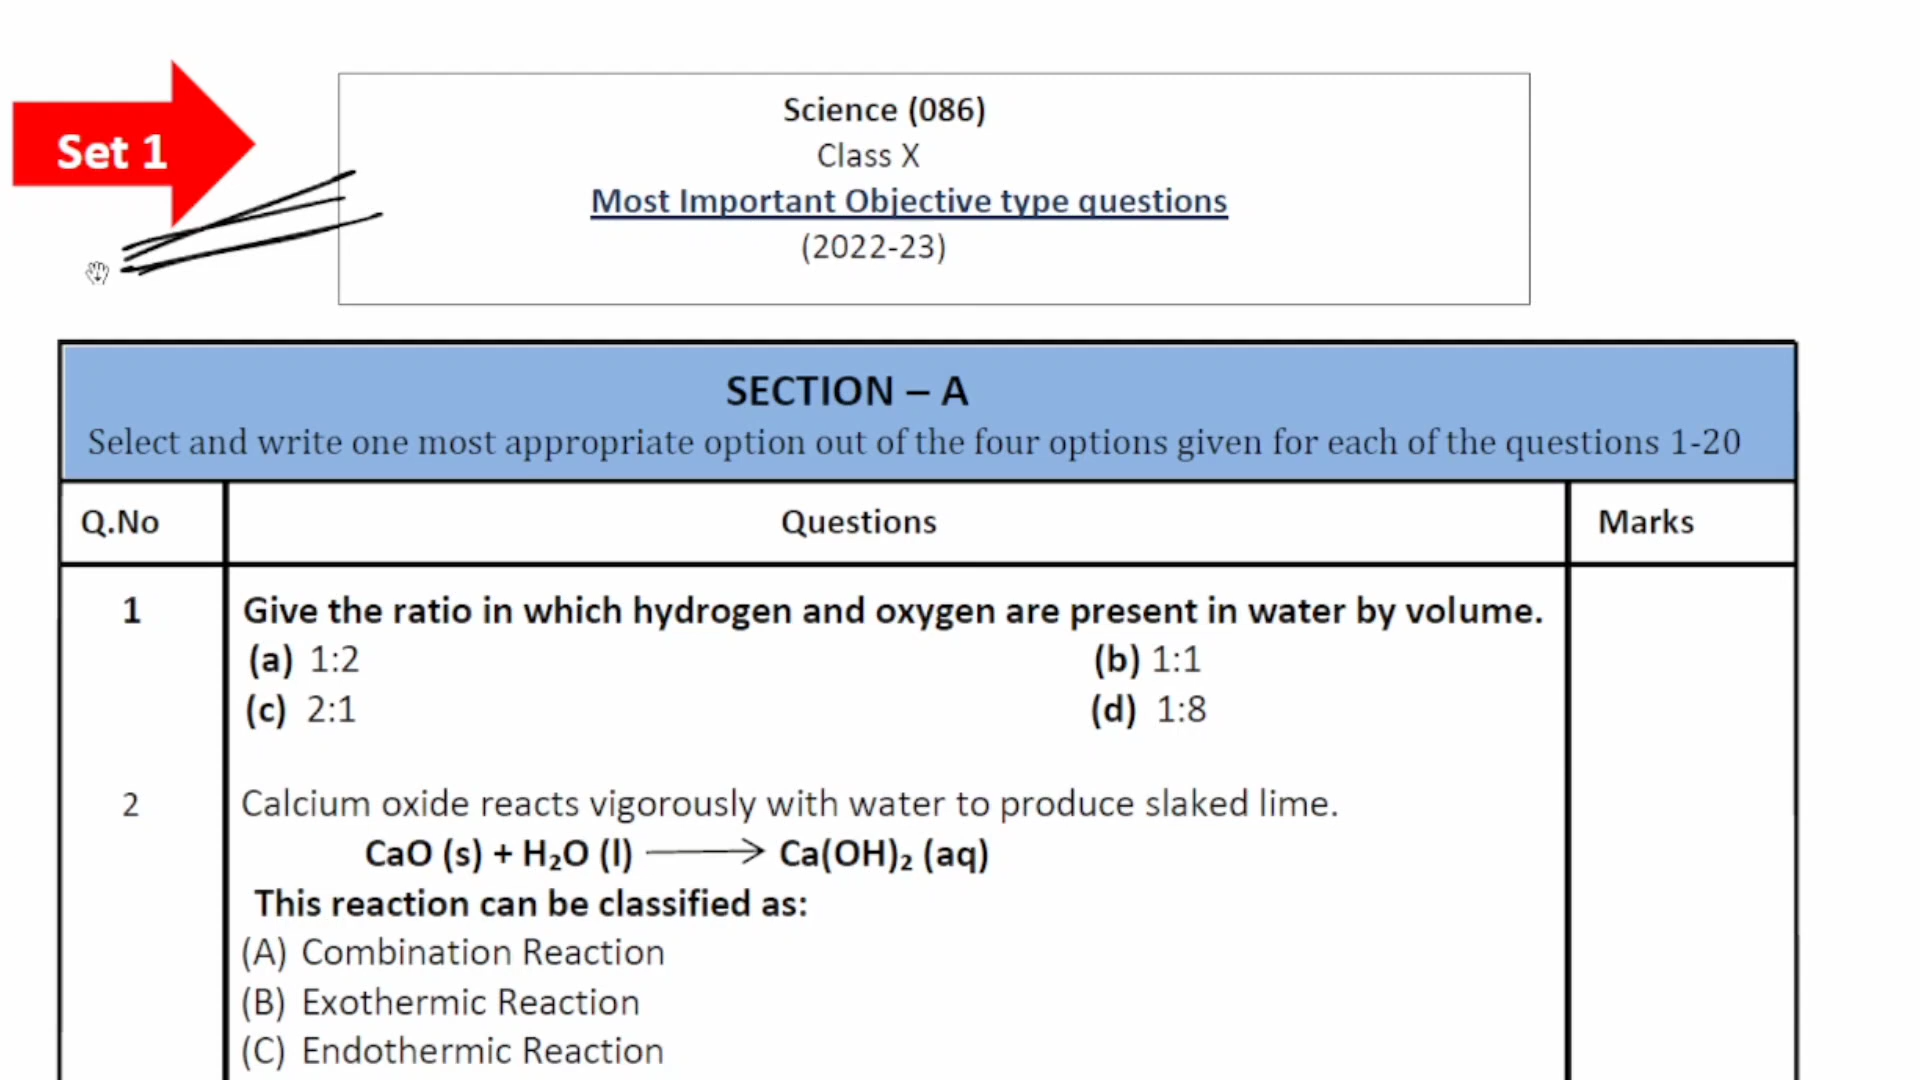 Set 1
Science (086)
Class X
Most Important Objective type questions
(2022-23)
SECTION – A
Select and write one most appropriate option out of the four options given for each of the questions 1-20
Q.No Questions Marks
1 Give the ratio in which hydrogen and oxygen are present in water by volume.
(a) 1:2 (b) 1:1
(c) 2:1 (d) 1:8
2 Calcium oxide reacts vigorously with water to produce slaked lime.
CaO (s) + H₂O (l) ⟶ Ca(OH)₂ (aq)
This reaction can be classified as:
(A) Combination Reaction
(B) Exothermic Reaction
(C) Endothermic Reaction